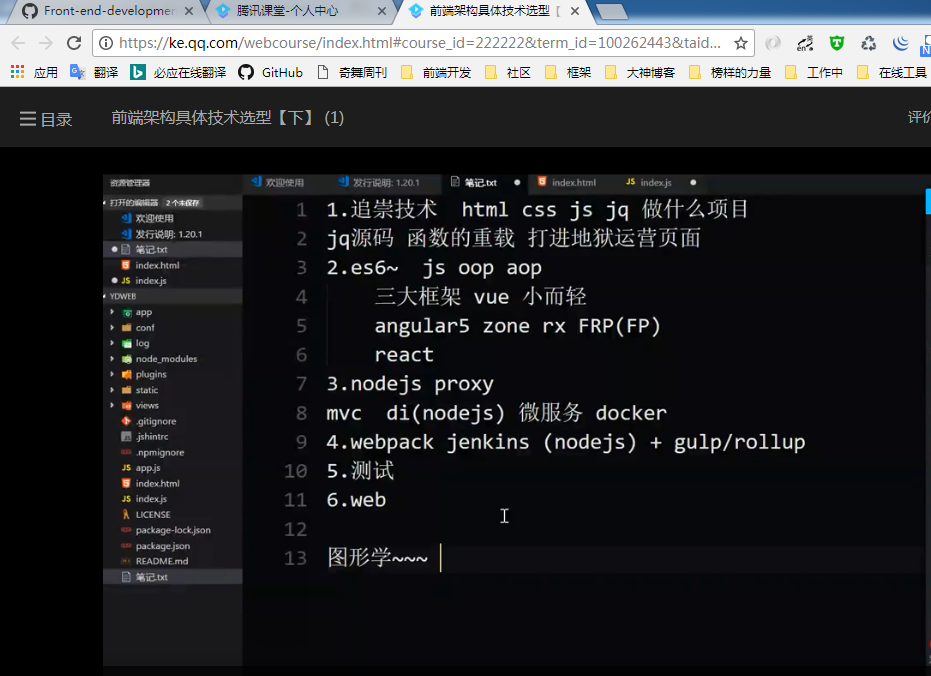 Front-end-developmen
腾讯课堂-个人中心
前端架构具体技术选型【
https://ke.qq.com/webcourse/index.html#course_id=222222&term_id=100262443&taid...
en
应用
翻译
必应在线翻译
GitHub
奇舞周刊
前端开发
社区
框架
大神博客
榜样的力量
工作中
在线工具
目录
前端架构具体技术选型【下】 (1)
评价
资源管理器
欢迎使用
发行说明: 1.20.1
笔记.txt
index.html
JS index.js
打开的编辑器 2 个未保存
欢迎使用
发行说明: 1.20.1
笔记.txt
index.html
JS index.js
YDWEB
app
conf
log
node_modules
plugins
static
views
.gitignore
.jshintrc
.npmignore
JS app.js
index.html
JS index.js
LICENSE
package-lock.json
package.json
README.md
笔记.txt
1 1.追崇技术 html css js jq 做什么项目
2 jq源码 函数的重载 打进地狱运营页面
3 2.es6~ js oop aop
4 三大框架 vue 小而轻
5 angular5 zone rx FRP(FP)
6 react
7 3.nodejs proxy
8 mvc di(nodejs) 微服务 docker
9 4.webpack jenkins (nodejs) + gulp/rollup
10 5.测试
11 6.web
12
13 图形学~~~